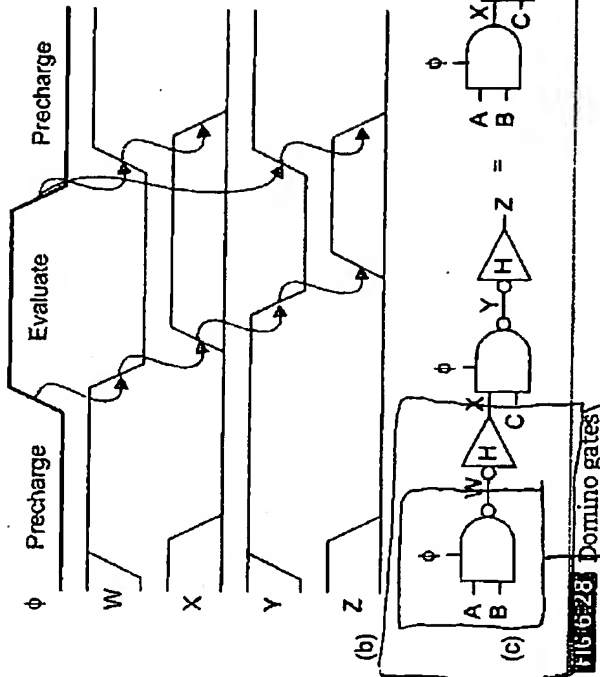 Precharge Evaluate Precharge
ϕ
W
X
Y
Z
(b)
ϕ ϕ ϕ
A B W H X C Y H Z = A B X C
(c)
FIG 6.28 Domino gates